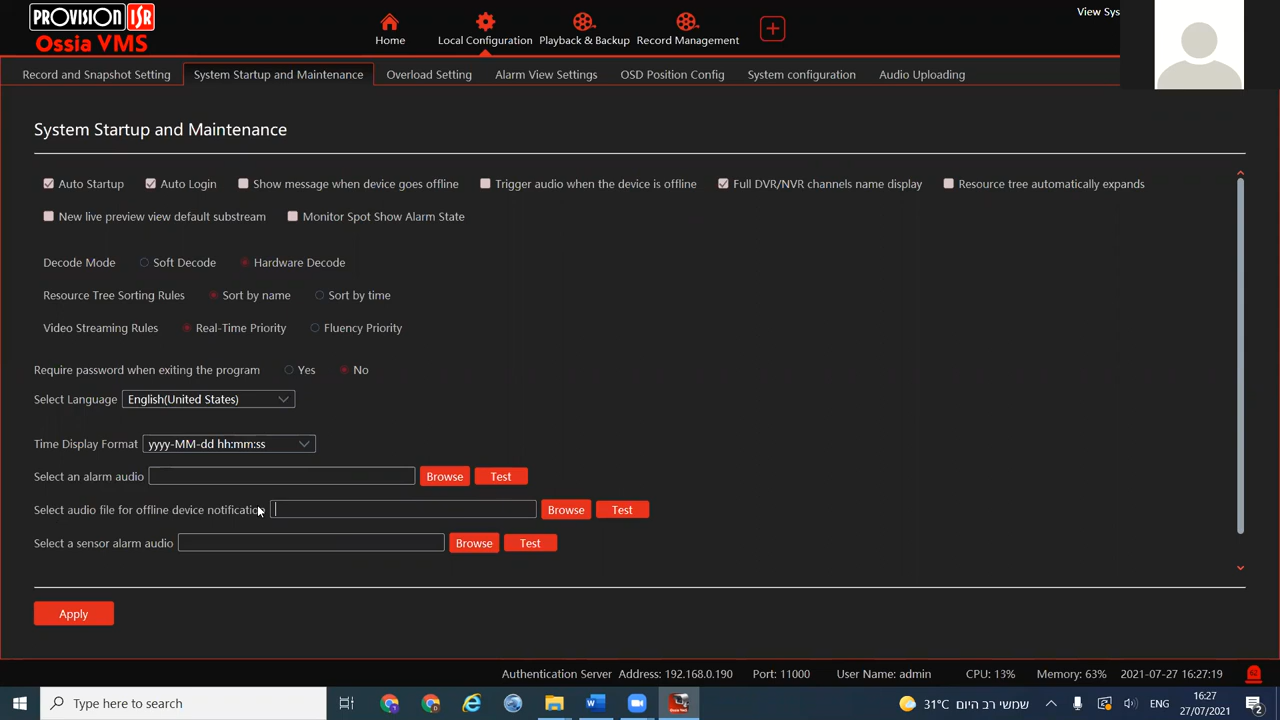 PROVISION ISR
Ossia VMS
Home
Local Configuration
Playback & Backup
Record Management
View Sys
Record and Snapshot Setting
System Startup and Maintenance
Overload Setting
Alarm View Settings
OSD Position Config
System configuration
Audio Uploading
System Startup and Maintenance
Auto Startup
Auto Login
Show message when device goes offline
Trigger audio when the device is offline
Full DVR/NVR channels name display
Resource tree automatically expands
New live preview view default substream
Monitor Spot Show Alarm State
Decode Mode Soft Decode Hardware Decode
Resource Tree Sorting Rules Sort by name Sort by time
Video Streaming Rules Real-Time Priority Fluency Priority
Require password when exiting the program Yes No
Select Language English(United States)
Time Display Format yyyy-MM-dd hh:mm:ss
Select an alarm audio Browse Test
Select audio file for offline device notification Browse Test
Select a sensor alarm audio Browse Test
Apply
Authentication Server Address: 192.168.0.190 Port: 11000 User Name: admin CPU: 13% Memory: 63% 2021-07-27 16:27:19
Type here to search
31°C שמשי רב היום
ENG
16:27
27/07/2021
2